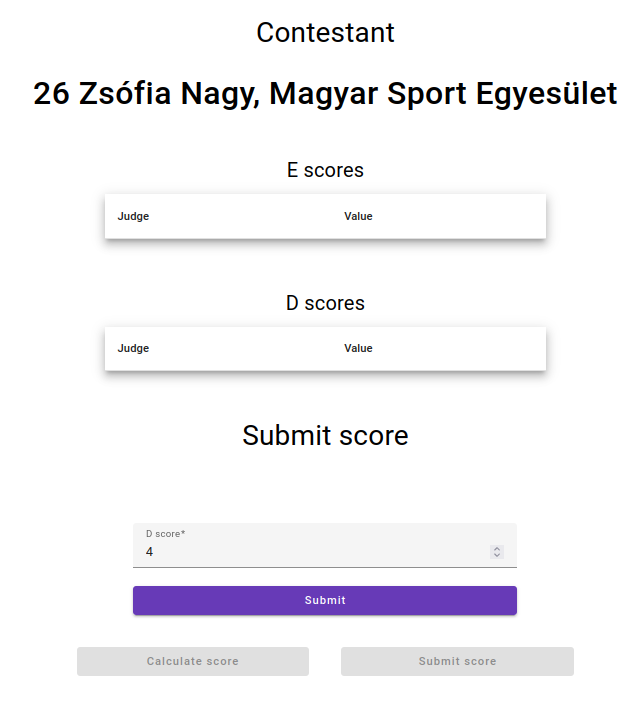 Contestant
26 Zsófia Nagy, Magyar Sport Egyesület
E scores
Judge Value
D scores
Judge Value
Submit score
D score*
4
Submit
Calculate score Submit score